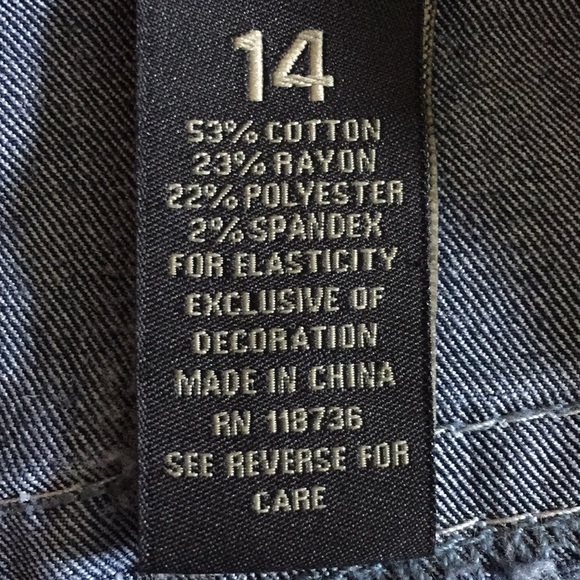 14
53% COTTON
23% RAYON
22% POLYESTER
2% SPANDEX
FOR ELASTICITY
EXCLUSIVE OF
DECORATION
MADE IN CHINA
RN 118736
SEE REVERSE FOR
CARE